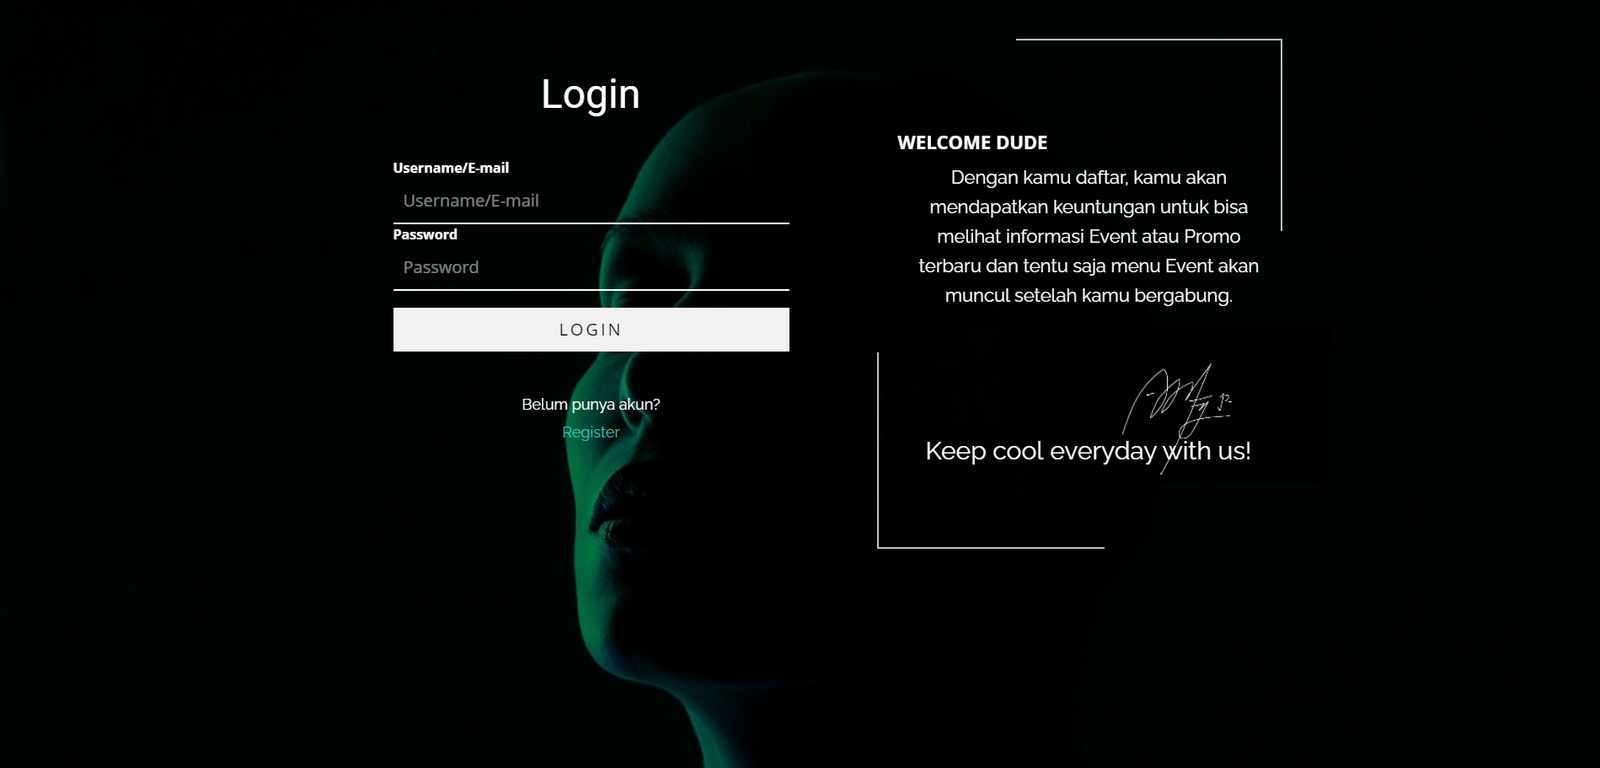 Login
Username/E-mail
Username/E-mail
Password
Password
LOGIN
Belum punya akun?
Register
WELCOME DUDE
Dengan kamu daftar, kamu akan
mendapatkan keuntungan untuk bisa
melihat informasi Event atau Promo
terbaru dan tentu saja menu Event akan
muncul setelah kamu bergabung.
Keep cool everyday with us!